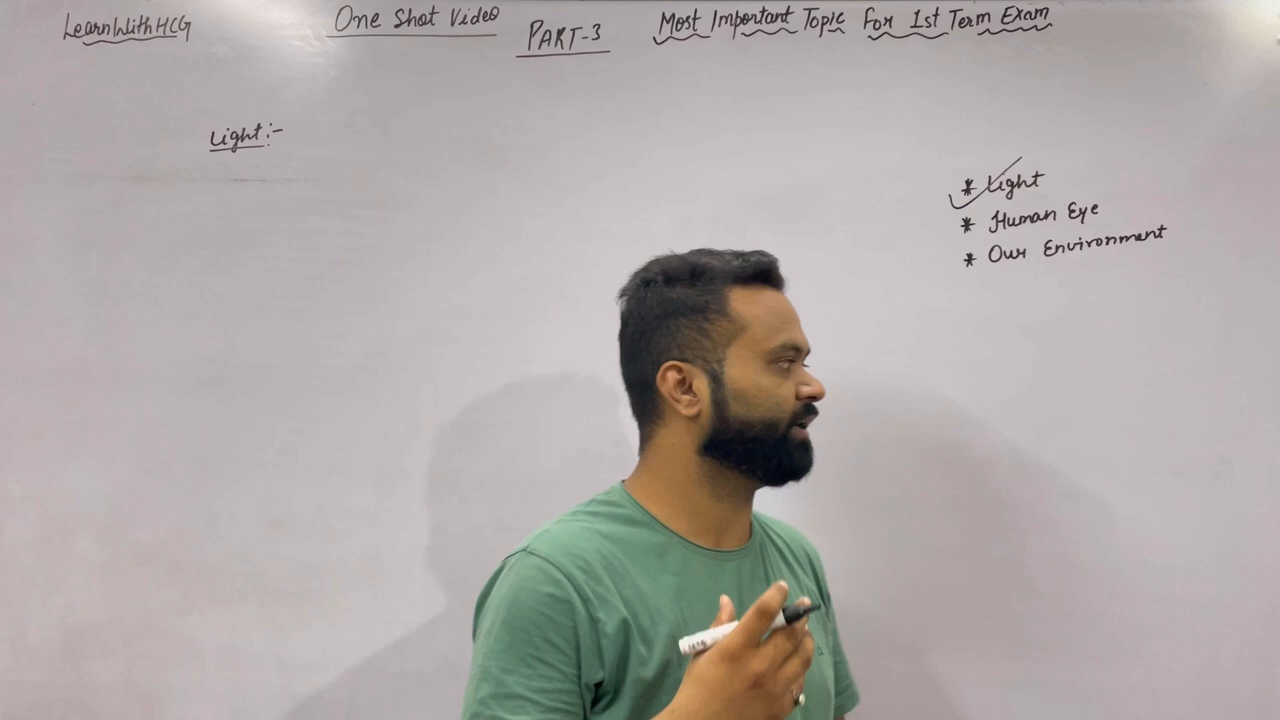 LearnWithHCG
One Shot Video
PART-3
Most Important Topic For 1st Term Exam
Light:-
* Light
* Human Eye
* Our Environment